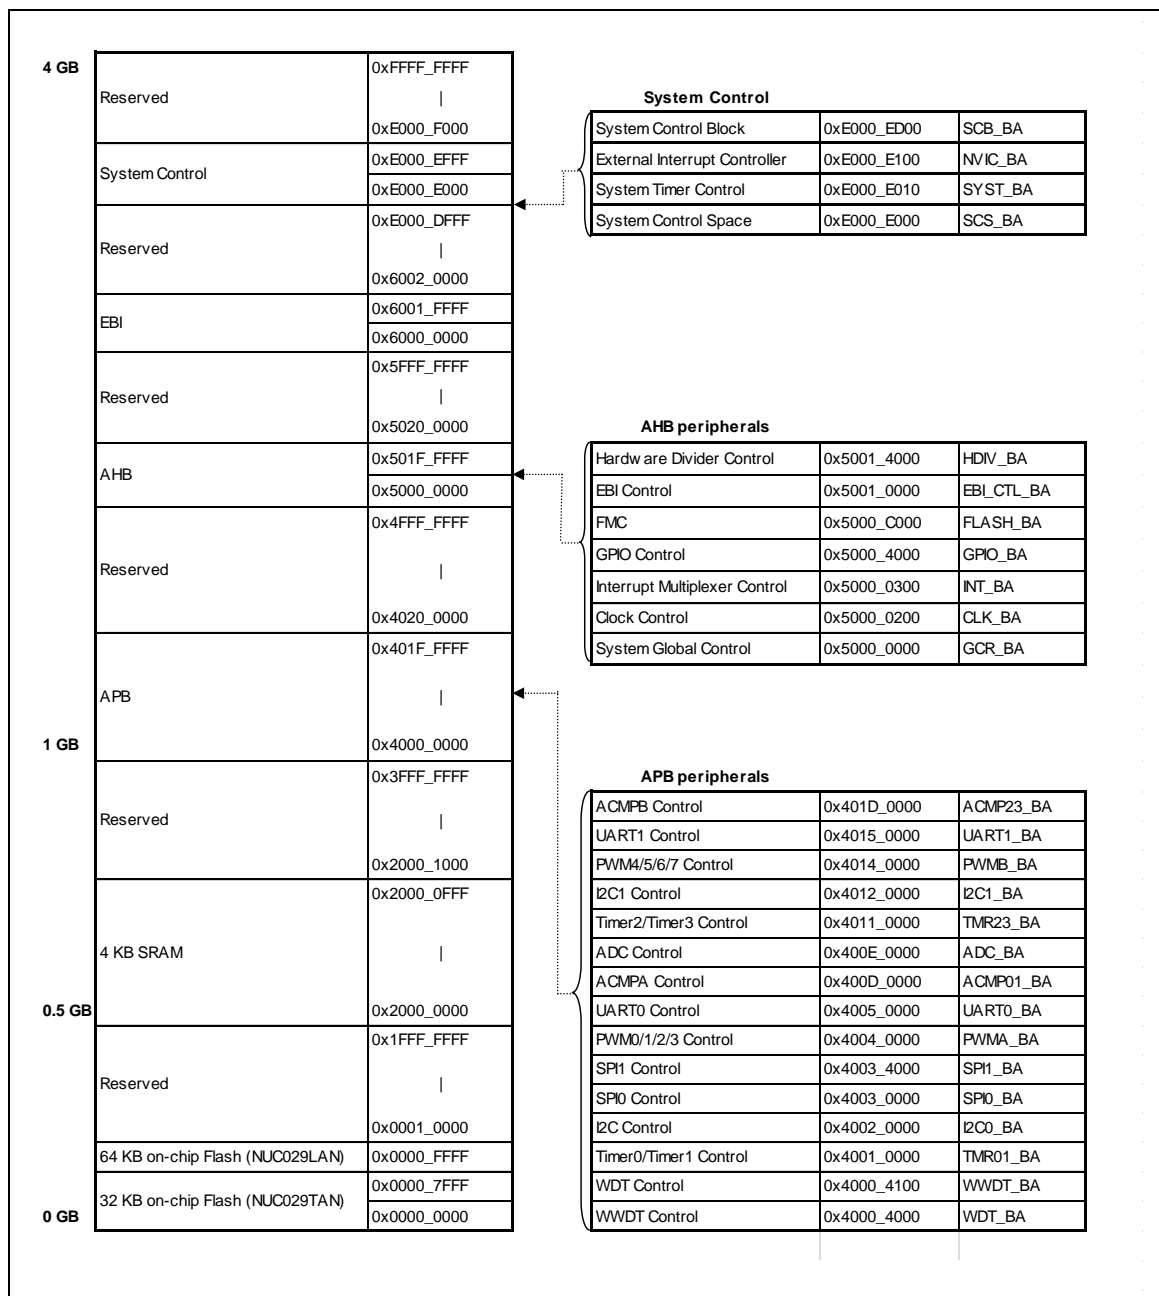 4 GB
0xFFFF_FFFF
Reserved
|
0xE000_F000
System Control
0xE000_EFFF
0xE000_E000
0xE000_DFFF
Reserved
|
0x6002_0000
EBI
0x6001_FFFF
0x6000_0000
0x5FFF_FFFF
Reserved
|
0x5020_0000
AHB
0x501F_FFFF
0x5000_0000
0x4FFF_FFFF
Reserved
|
0x4020_0000
0x401F_FFFF
APB
|
1 GB
0x4000_0000
0x3FFF_FFFF
Reserved
|
0x2000_1000
0x2000_0FFF
4 KB SRAM
|
0.5 GB
0x2000_0000
0x1FFF_FFFF
Reserved
|
0x0001_0000
64 KB on-chip Flash (NUC029LAN) 0x0000_FFFF
32 KB on-chip Flash (NUC029TAN)
0x0000_7FFF
0 GB
0x0000_0000
System Control
System Control Block 0xE000_ED00 SCB_BA
External Interrupt Controller 0xE000_E100 NVIC_BA
System Timer Control 0xE000_E010 SYST_BA
System Control Space 0xE000_E000 SCS_BA
AHB peripherals
Hardware Divider Control 0x5001_4000 HDIV_BA
EBI Control 0x5001_0000 EBI_CTL_BA
FMC 0x5000_C000 FLASH_BA
GPIO Control 0x5000_4000 GPIO_BA
Interrupt Multiplexer Control 0x5000_0300 INT_BA
Clock Control 0x5000_0200 CLK_BA
System Global Control 0x5000_0000 GCR_BA
APB peripherals
ACMPB Control 0x401D_0000 ACMP23_BA
UART1 Control 0x4015_0000 UART1_BA
PWM4/5/6/7 Control 0x4014_0000 PWMB_BA
I2C1 Control 0x4012_0000 I2C1_BA
Timer2/Timer3 Control 0x4011_0000 TMR23_BA
ADC Control 0x400E_0000 ADC_BA
ACMPA Control 0x400D_0000 ACMP01_BA
UART0 Control 0x4005_0000 UART0_BA
PWM0/1/2/3 Control 0x4004_0000 PWMA_BA
SPI1 Control 0x4003_4000 SPI1_BA
SPI0 Control 0x4003_0000 SPI0_BA
I2C Control 0x4002_0000 I2C0_BA
Timer0/Timer1 Control 0x4001_0000 TMR01_BA
WDT Control 0x4000_4100 WWDT_BA
WWDT Control 0x4000_4000 WDT_BA